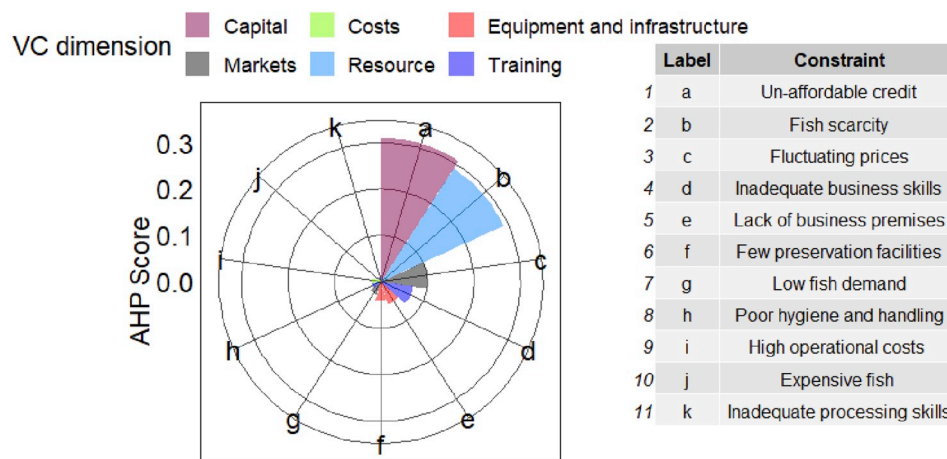 VC dimension
Capital Costs Equipment and infrastructure
Markets Resource Training
AHP Score
0.3
0.2
0.1
0.0
a
b
c
d
e
f
g
h
i
j
k
Label Constraint
1 a Un-affordable credit
2 b Fish scarcity
3 c Fluctuating prices
4 d Inadequate business skills
5 e Lack of business premises
6 f Few preservation facilities
7 g Low fish demand
8 h Poor hygiene and handling
9 i High operational costs
10 j Expensive fish
11 k Inadequate processing skills